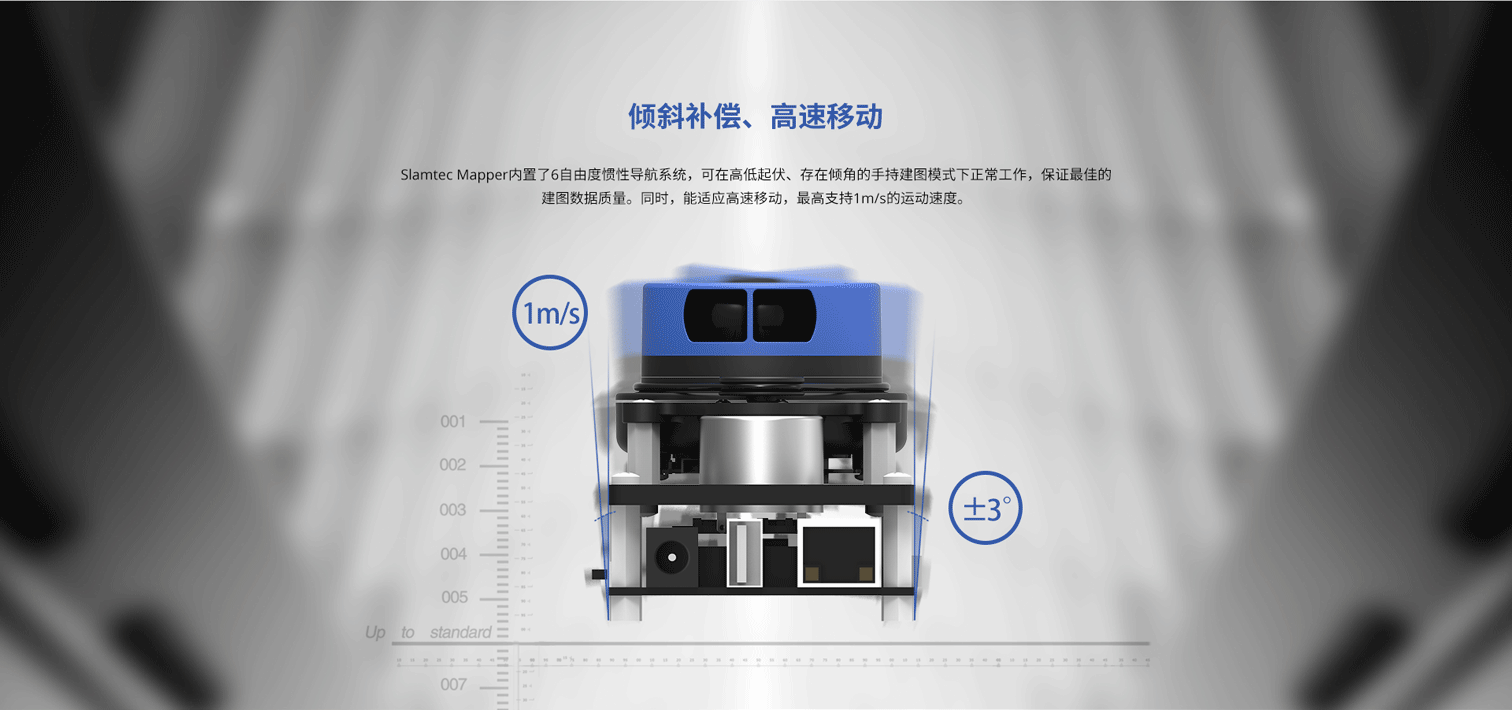 倾斜补偿、高速移动
Slamtec Mapper内置了6自由度惯性导航系统，可在高低起伏、存在倾角的手持建图模式下正常工作，保证最佳的
建图数据质量。同时，能适应高速移动，最高支持1m/s的运动速度。
1m/s
001
002
003
±3°
004
005
Up to standard
007